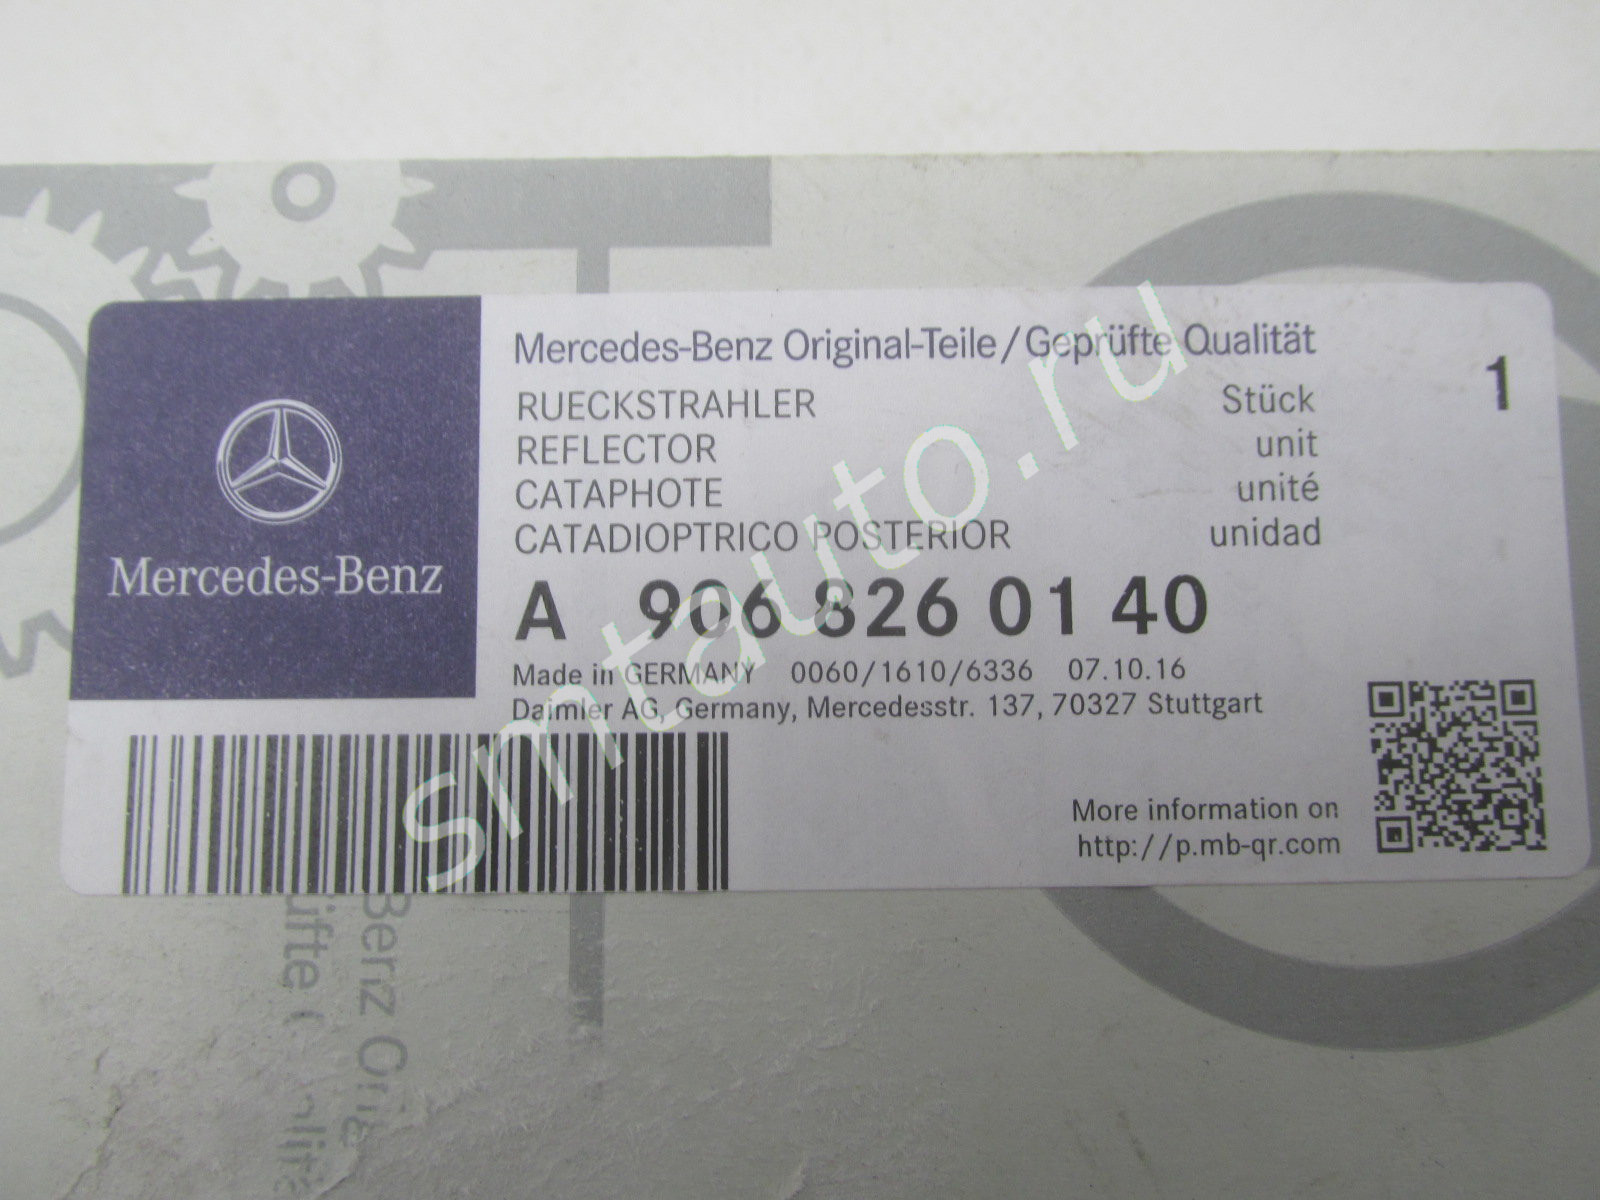 Mercedes-Benz Original-Teile/Geprüfte Qualität
RUECKSTRAHLER Stück 1
REFLECTOR unit
CATAPHOTE unité
CATADIOPTRICO POSTERIOR unidad
Mercedes-Benz
A 906 826 01 40
Made in GERMANY 0060/1610/6336 07.10.16
Daimler AG, Germany, Mercedesstr. 137, 70327 Stuttgart
More information on
http://p.mb-qr.com
smtauto.ru
Benz